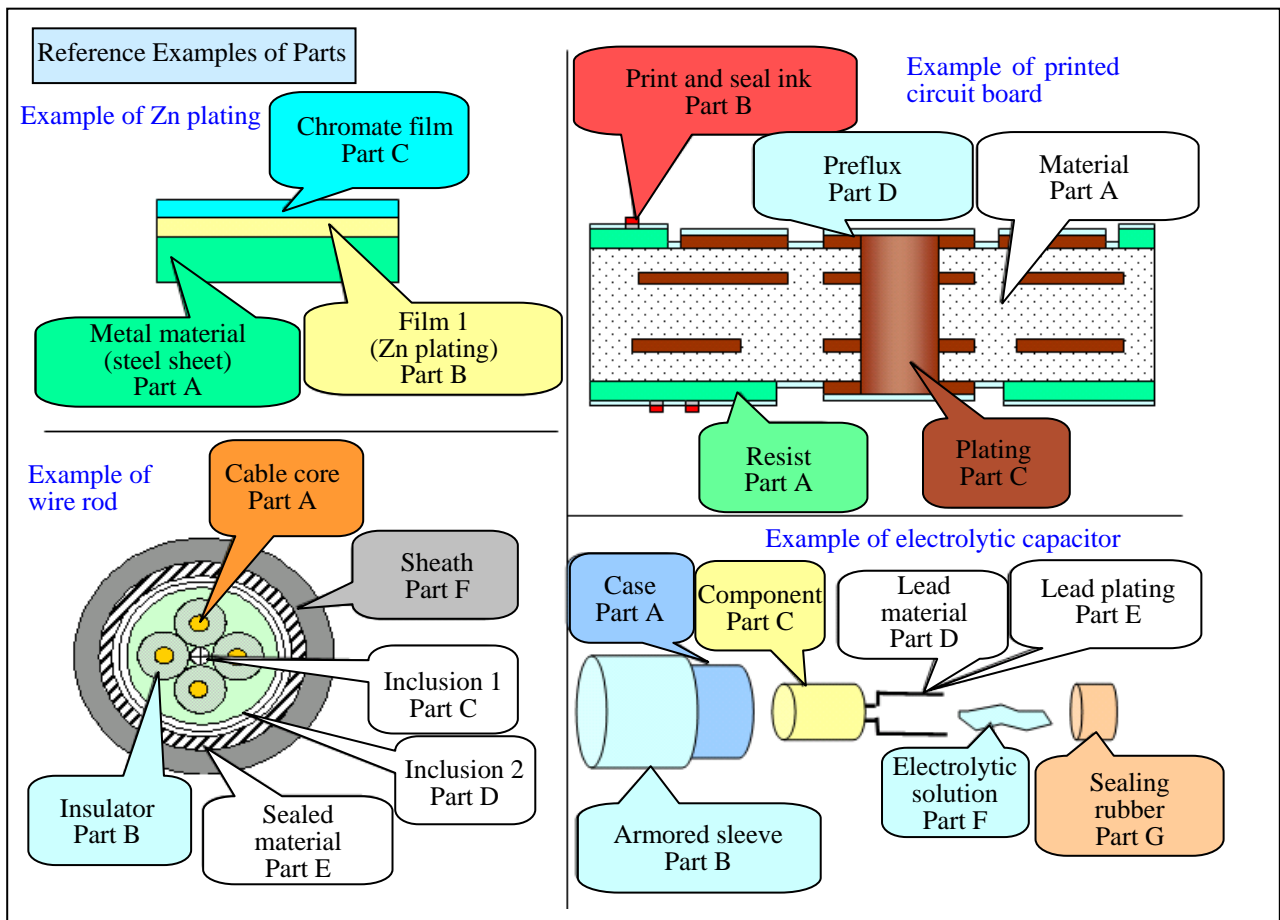 Reference Examples of Parts
Example of Zn plating
Chromate film
Part C
Metal material
(steel sheet)
Part A
Film 1
(Zn plating)
Part B
Example of printed
circuit board
Print and seal ink
Part B
Preflux
Part D
Material
Part A
Resist
Part A
Plating
Part C
Example of
wire rod
Cable core
Part A
Sheath
Part F
Inclusion 1
Part C
Inclusion 2
Part D
Insulator
Part B
Sealed
material
Part E
Example of electrolytic capacitor
Case
Part A
Component
Part C
Lead
material
Part D
Lead plating
Part E
Armored sleeve
Part B
Electrolytic
solution
Part F
Sealing
rubber
Part G